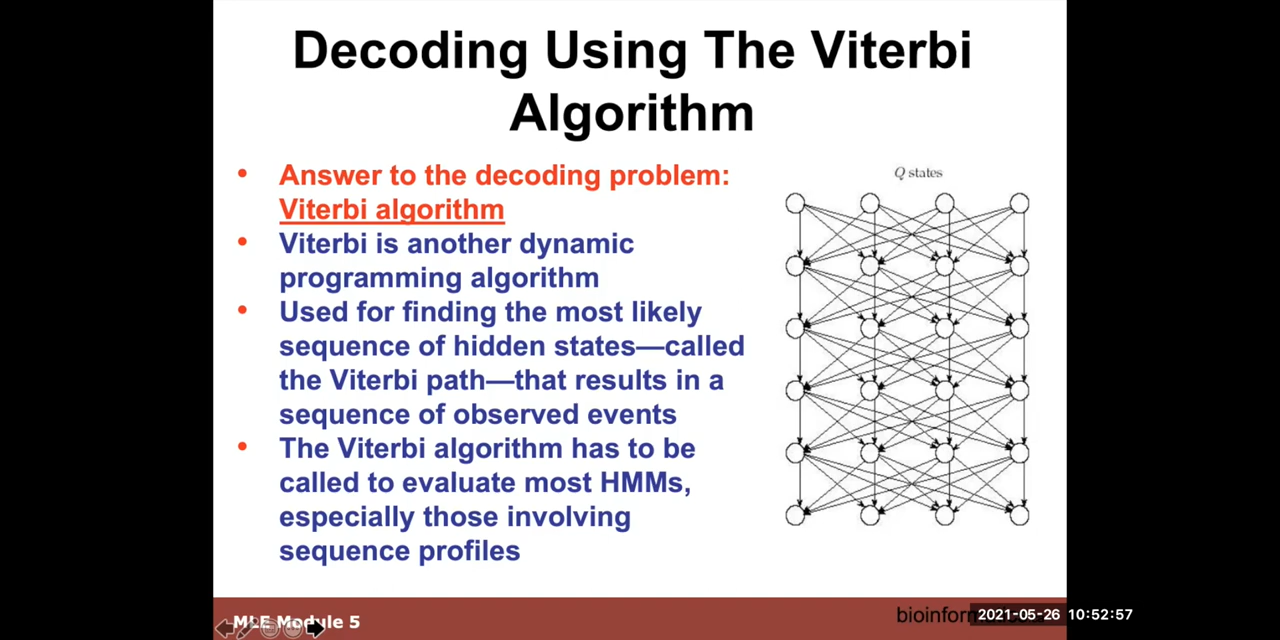 Decoding Using The Viterbi
Algorithm
• Answer to the decoding problem:
Viterbi algorithm
• Viterbi is another dynamic
programming algorithm
• Used for finding the most likely
sequence of hidden states—called
the Viterbi path—that results in a
sequence of observed events
• The Viterbi algorithm has to be
called to evaluate most HMMs,
especially those involving
sequence profiles
Q states
MLE Module 5
2021-05-26 10:52:57